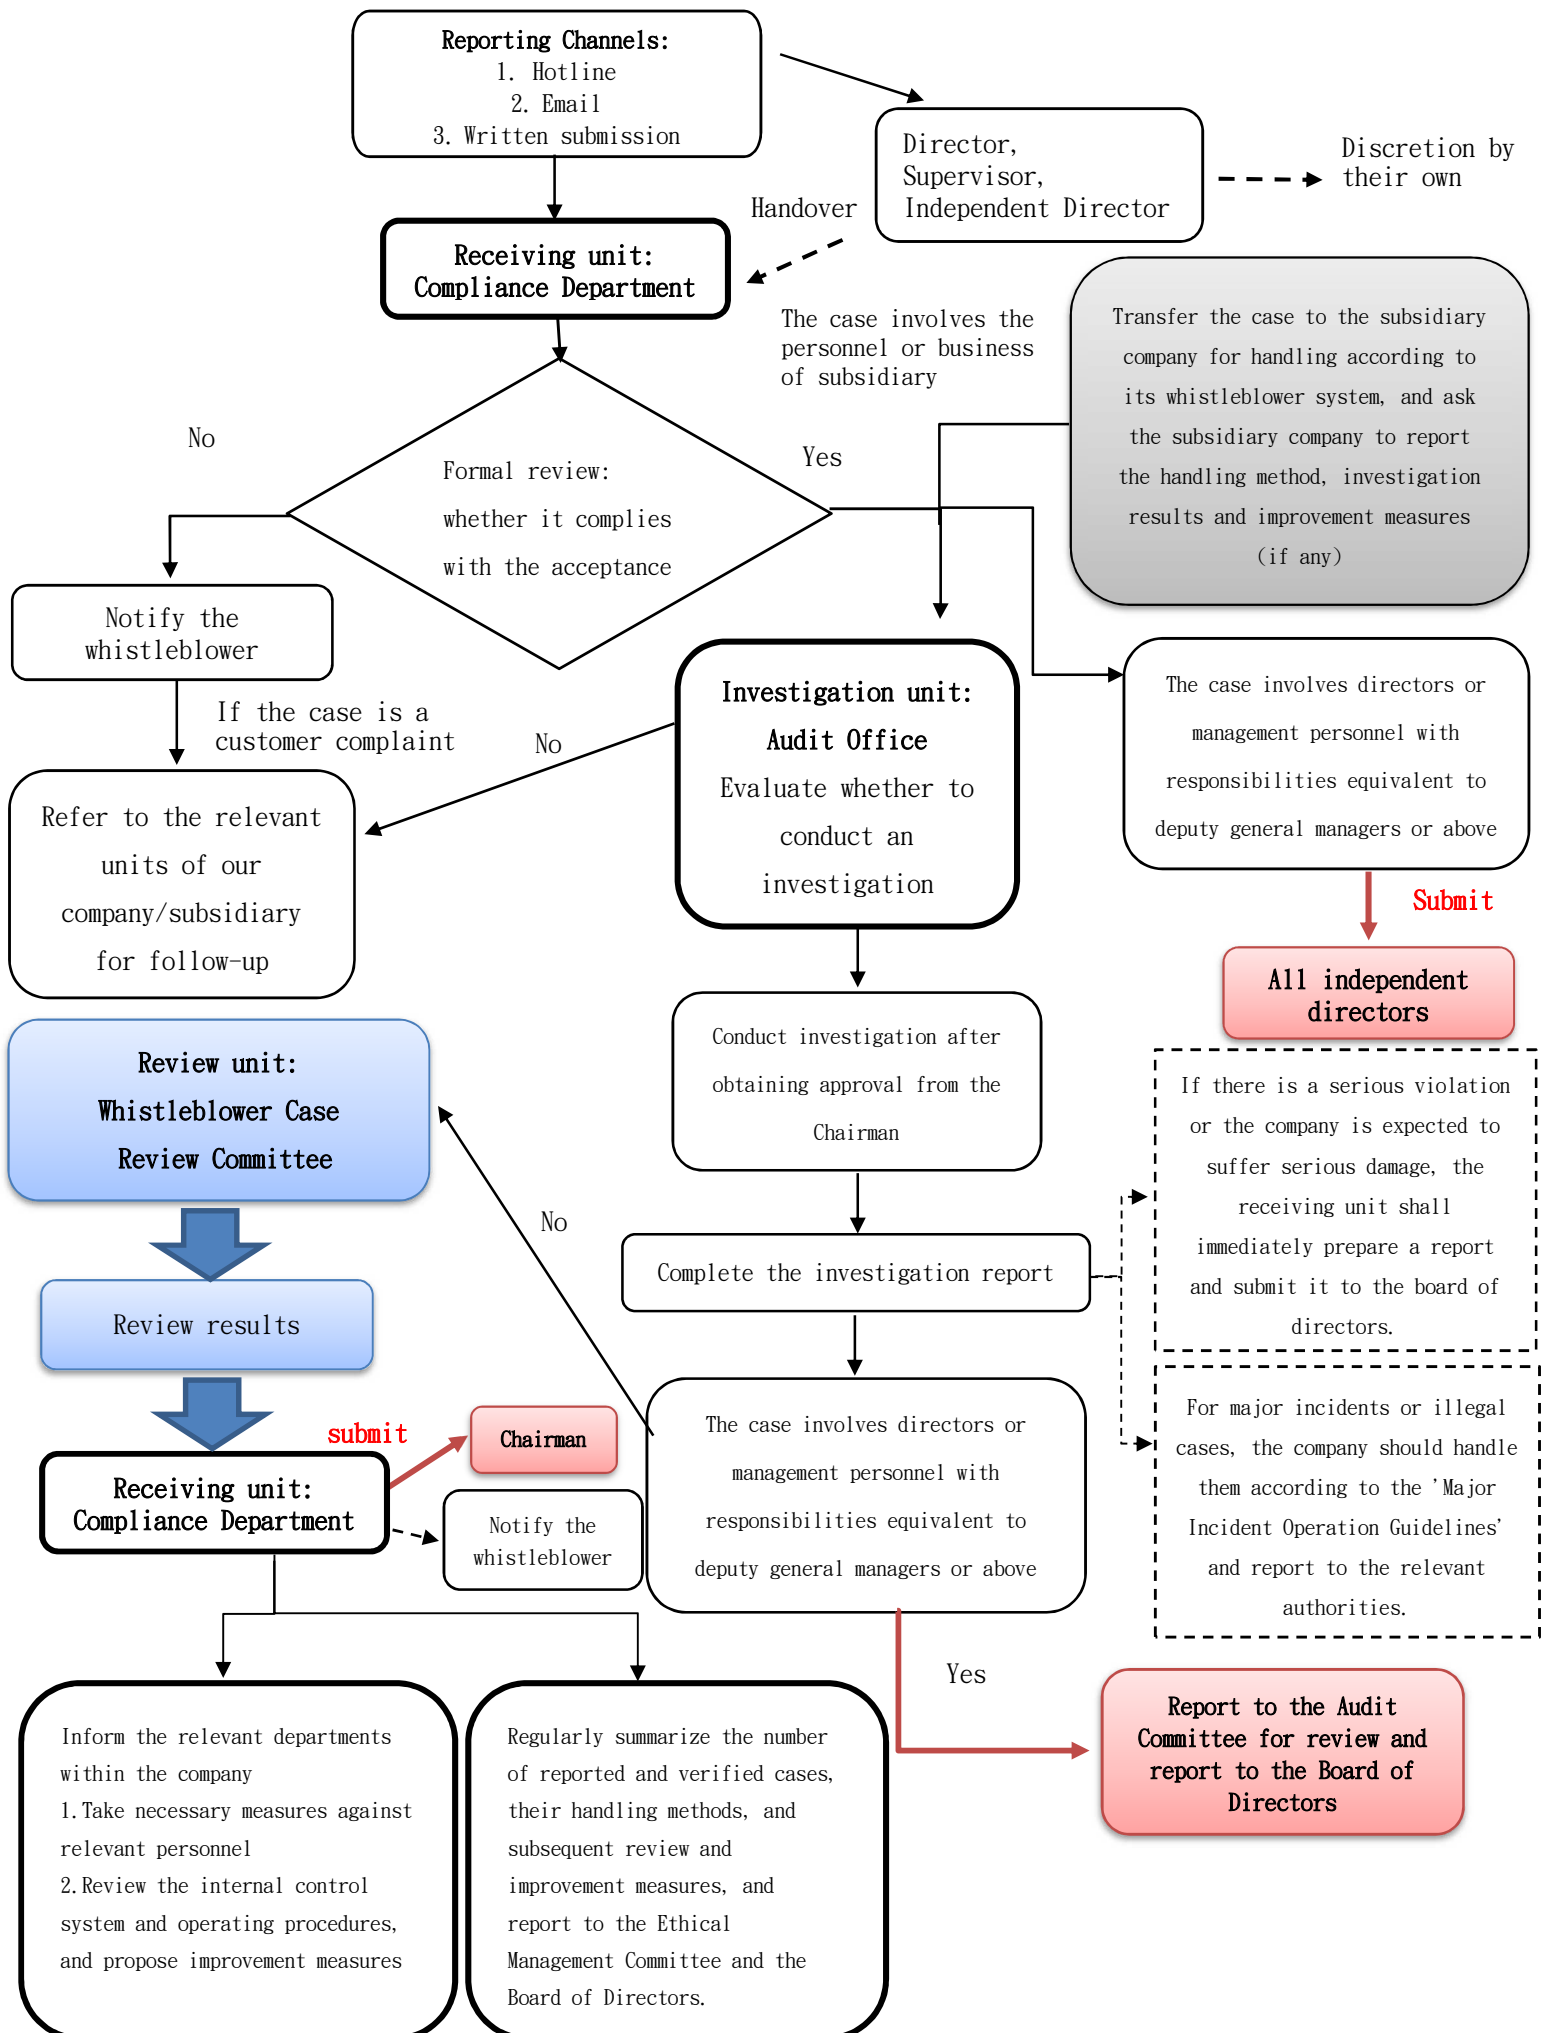 Reporting Channels:
1. Hotline
2. Email
3. Written submission
Director,
Supervisor,
Independent Director
Discretion by
their own
Handover
Receiving unit:
Compliance Department
The case involves the
personnel or business
of subsidiary
Transfer the case to the subsidiary
company for handling according to
its whistleblower system, and ask
the subsidiary company to report
the handling method, investigation
results and improvement measures
(if any)
No
Yes
Formal review:
whether it complies
with the acceptance
Notify the
whistleblower
If the case is a
customer complaint
No
Investigation unit:
Audit Office
Evaluate whether to
conduct an
investigation
The case involves directors or
management personnel with
responsibilities equivalent to
deputy general managers or above
Refer to the relevant
units of our
company/subsidiary
for follow-up
Submit
All independent
directors
Review unit:
Whistleblower Case
Review Committee
Conduct investigation after
obtaining approval from the
Chairman
If there is a serious violation
or the company is expected to
suffer serious damage, the
receiving unit shall
immediately prepare a report
and submit it to the board of
directors.
No
Complete the investigation report
Review results
For major incidents or illegal
cases, the company should handle
them according to the 'Major
Incident Operation Guidelines'
and report to the relevant
authorities.
submit
Chairman
The case involves directors or
management personnel with
responsibilities equivalent to
deputy general managers or above
Receiving unit:
Compliance Department
Notify the
whistleblower
Yes
Report to the Audit
Committee for review and
report to the Board of
Directors
Inform the relevant departments
within the company
1.Take necessary measures against
relevant personnel
2.Review the internal control
system and operating procedures,
and propose improvement measures
Regularly summarize the number
of reported and verified cases,
their handling methods, and
subsequent review and
improvement measures, and
report to the Ethical
Management Committee and the
Board of Directors.